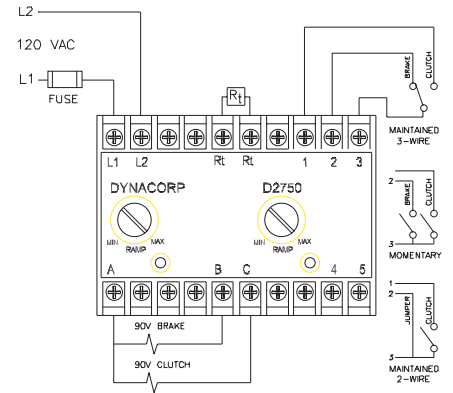 L2
120 VAC
L1
FUSE
Rt
BRAKE
CLUTCH
MAINTAINED
3-WIRE
L1 L2 Rt Rt 1 2 3
DYNACORP D2750
MIN MAX
RAMP
MIN MAX
RAMP
A B C 4 5
2
BRAKE
CLUTCH
3
MOMENTARY
90V BRAKE
90V CLUTCH
1
2
JUMPER
CLUTCH
3
MAINTAINED
2-WIRE